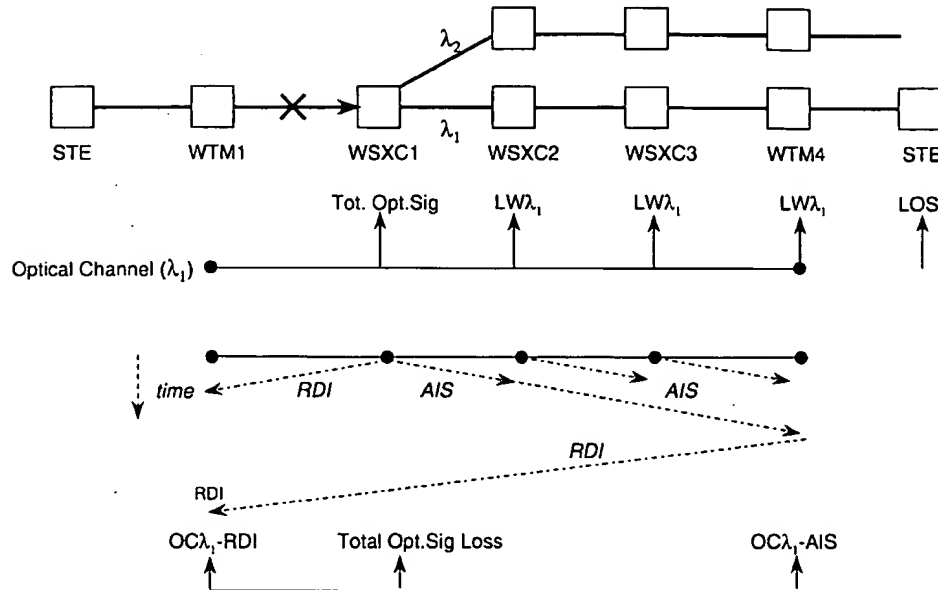 λ2
λ1
STE WTM1 WSXC1 WSXC2 WSXC3 WTM4 STE
Tot. Opt.Sig LWλ1 LWλ1 LWλ1 LOS
Optical Channel (λ1)
time RDI AIS AIS
RDI
RDI
OCλ1-RDI Total Opt.Sig Loss OCλ1-AIS